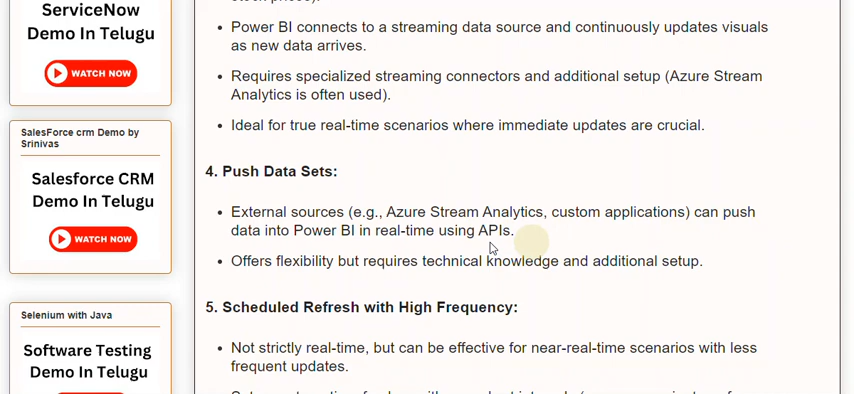 ServiceNow
Demo In Telugu
WATCH NOW
SalesForce crm Demo by
Srinivas
Salesforce CRM
Demo In Telugu
WATCH NOW
Selenium with Java
Software Testing
Demo In Telugu
• Power BI connects to a streaming data source and continuously updates visuals
as new data arrives.
• Requires specialized streaming connectors and additional setup (Azure Stream
Analytics is often used).
• Ideal for true real-time scenarios where immediate updates are crucial.
4. Push Data Sets:
• External sources (e.g., Azure Stream Analytics, custom applications) can push
data into Power BI in real-time using APIs.
• Offers flexibility but requires technical knowledge and additional setup.
5. Scheduled Refresh with High Frequency:
• Not strictly real-time, but can be effective for near-real-time scenarios with less
frequent updates.